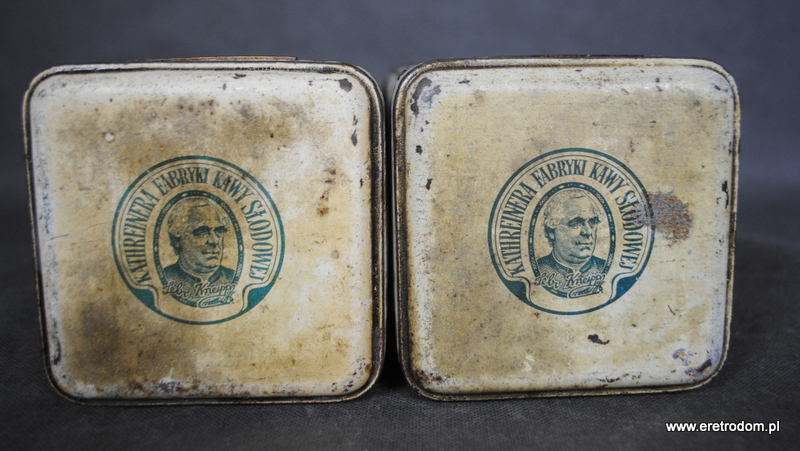 KATHREINERA FABRYKI KAWY SŁODOWEJ
Seb. Kneipp
KATHREINERA FABRYKI KAWY SŁODOWEJ
Seb. Kneipp
www.eretrodom.pl